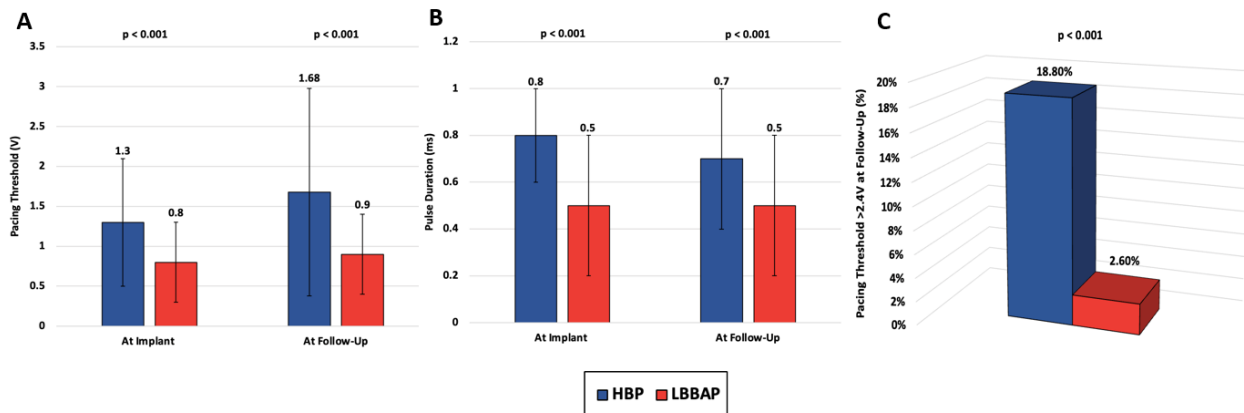 A
p < 0.001
p < 0.001
Pacing Threshold (V)
3.5
3
2.5
2
1.5
1
0.5
0
1.3
0.8
1.68
0.9
At Implant
At Follow-Up
B
p < 0.001
p < 0.001
Pulse Duration (ms)
1.2
1
0.8
0.6
0.4
0.2
0
0.8
0.5
0.7
0.5
At Implant
At Follow-Up
C
p < 0.001
Pacing Threshold >2.4V at Follow-Up (%)
20%
18%
16%
14%
12%
10%
8%
6%
4%
2%
0%
18.80%
2.60%
HBP
LBBAP